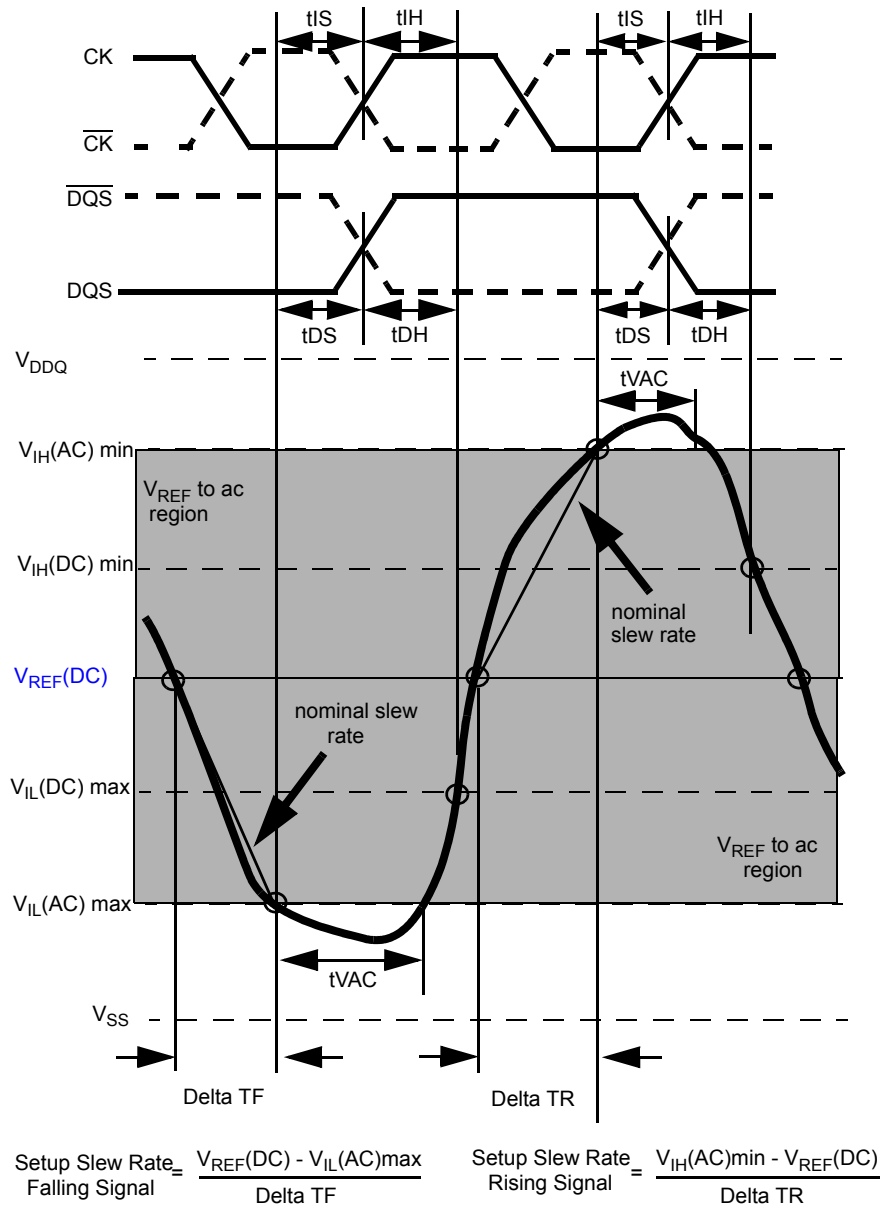 tIS tIH tIS tIH
CK
CK
DQS
DQS
tDS tDH tDS tDH
VDDQ
tVAC
VIH(AC) min
VREF to ac
region
VIH(DC) min
nominal
slew rate
VREF(DC)
nominal slew
rate
VIL(DC) max
VREF to ac
region
VIL(AC) max
tVAC
VSS
Delta TF Delta TR
Setup Slew Rate
Falling Signal
=
VREF(DC) - VIL(AC)max
Delta TF
Setup Slew Rate
Rising Signal
=
VIH(AC)min - VREF(DC)
Delta TR